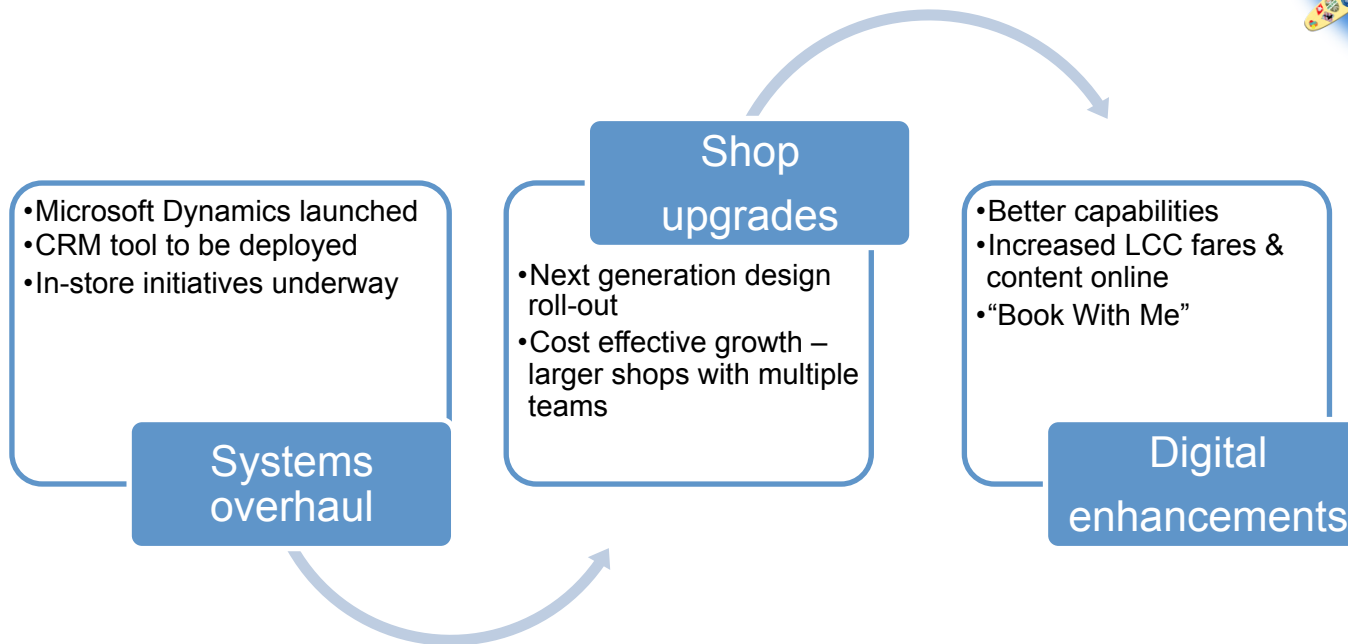 •Microsoft Dynamics launched
•CRM tool to be deployed
•In-store initiatives underway
Systems
overhaul
Shop
upgrades
•Next generation design
roll-out
•Cost effective growth –
larger shops with multiple
teams
•Better capabilities
•Increased LCC fares &
content online
•“Book With Me”
Digital
enhancements